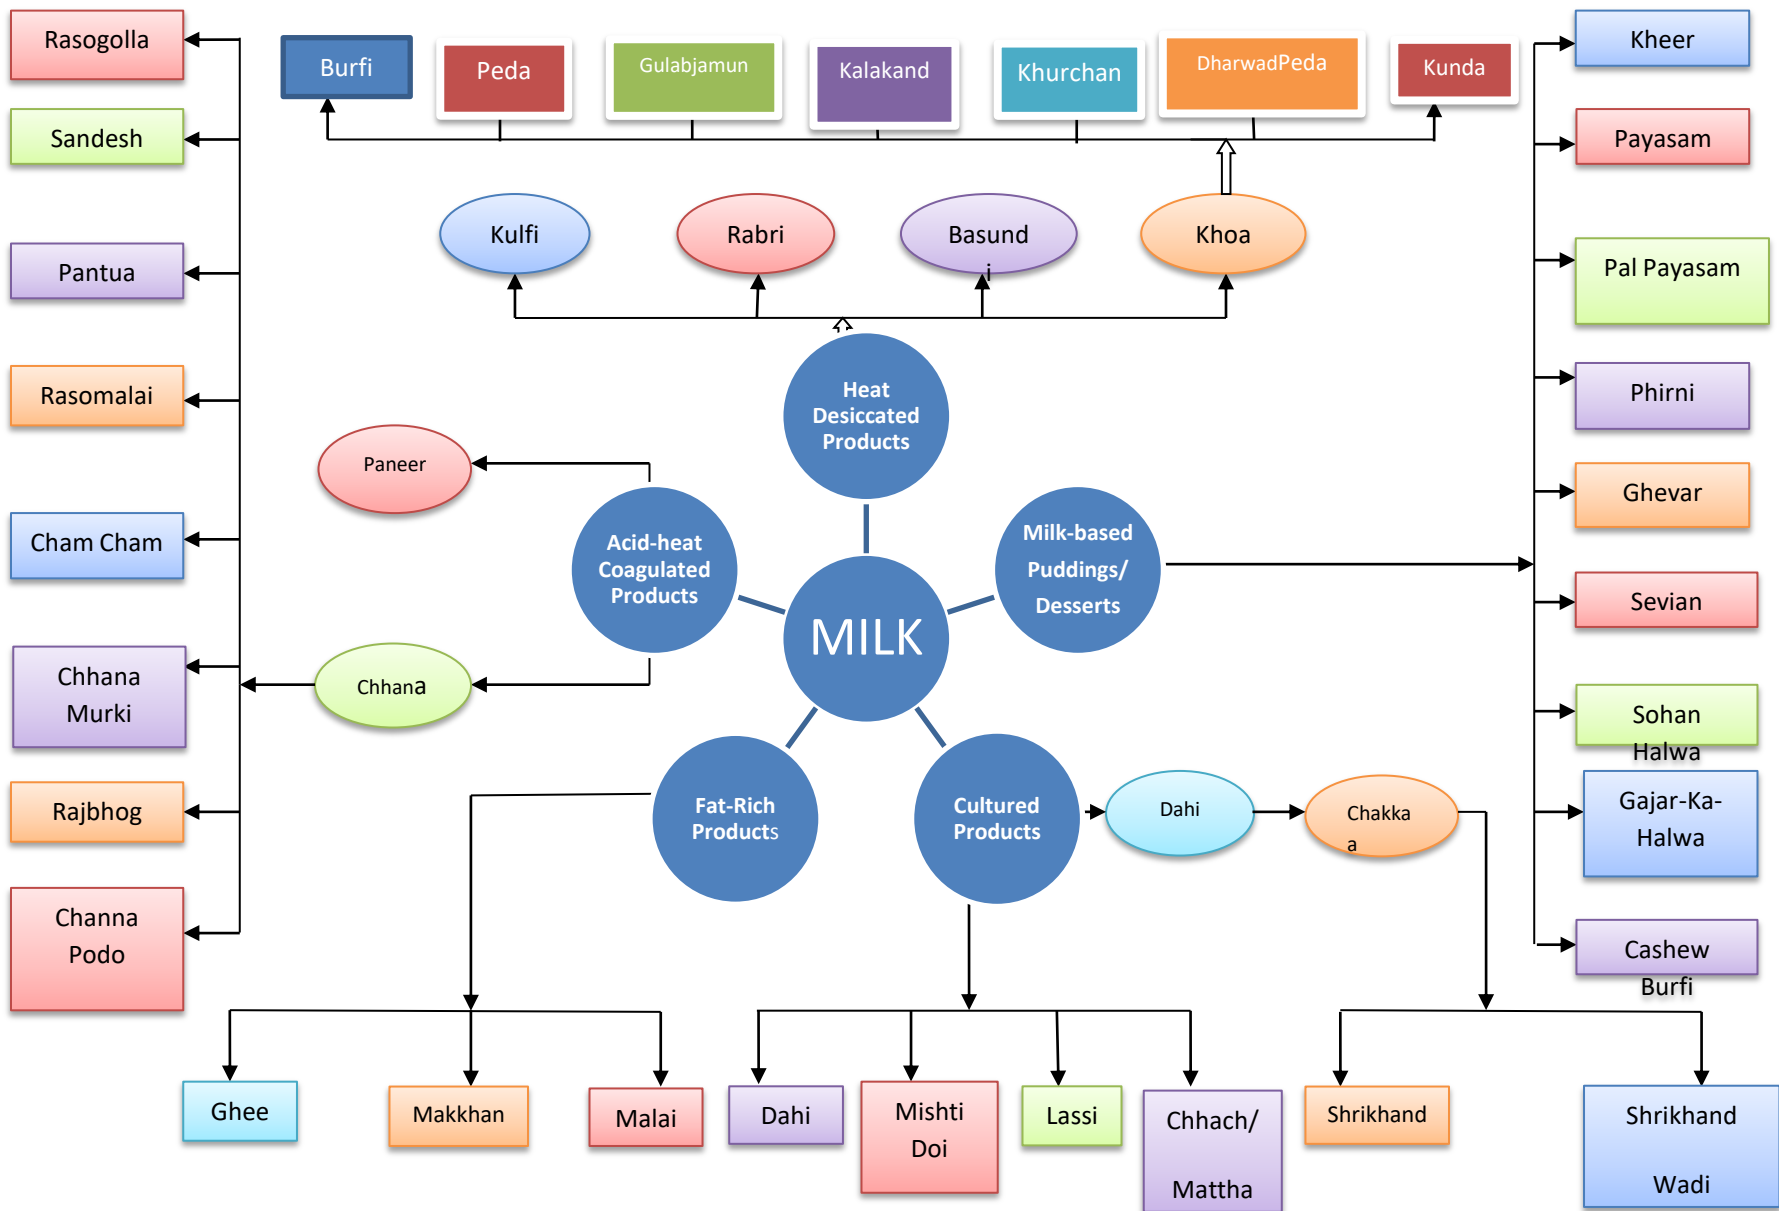 Rasogolla
Burfi
Peda
Gulabjamun
Kalakand
Khurchan
DharwadPeda
Kunda
Kheer
Sandesh
Payasam
Kulfi
Rabri
Basund
i
Khoa
Pantua
Pal Payasam
Rasomalai
Heat
Desiccated
Products
Phirni
Paneer
Ghevar
Cham Cham
Acid-heat
Coagulated
Products
Milk-based
Puddings/
Desserts
Sevian
MILK
Chhana
Murki
Chhana
Sohan
Halwa
Rajbhog
Fat-Rich
Products
Cultured
Products
Dahi
Chakka
a
Gajar-Ka-
Halwa
Channa
Podo
Cashew
Burfi
Ghee
Makkhan
Malai
Dahi
Mishti
Doi
Lassi
Chhach/
Mattha
Shrikhand
Shrikhand
Wadi